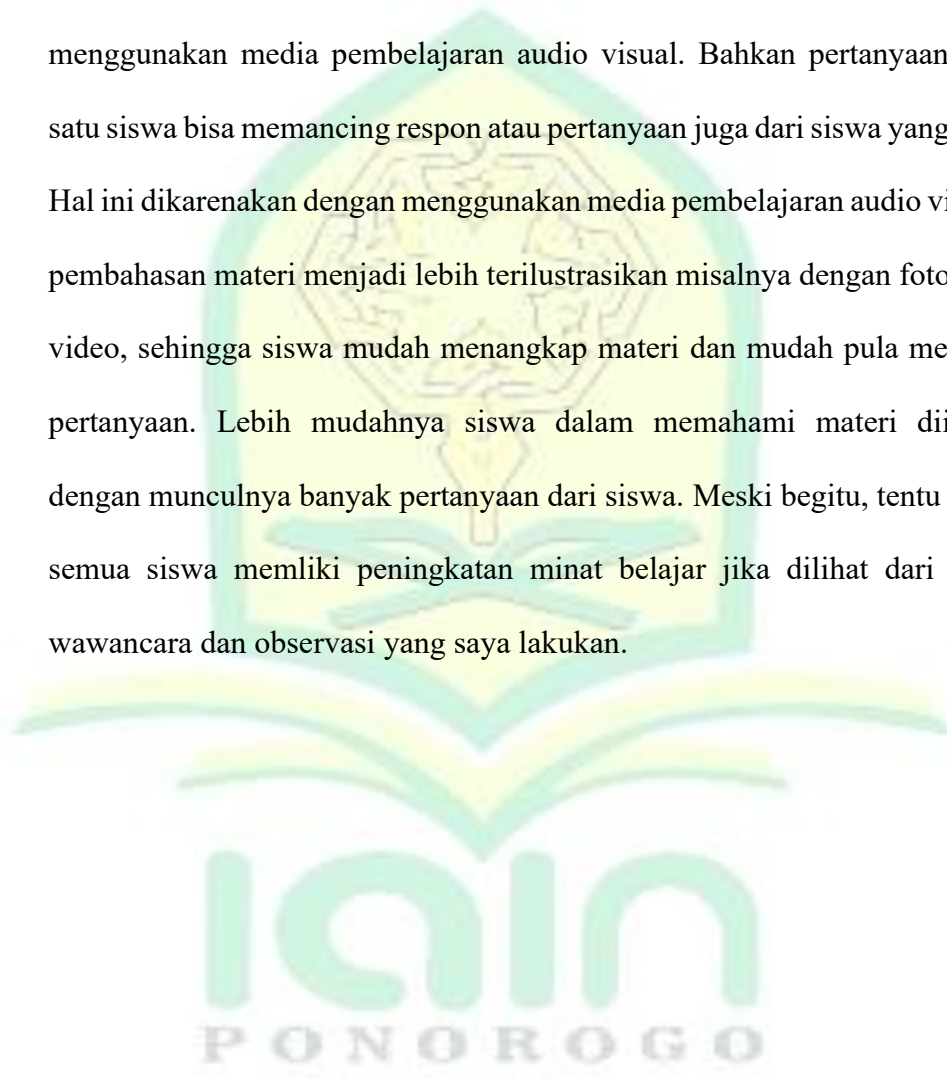 menggunakan media pembelajaran audio visual. Bahkan pertanyaan
satu siswa bisa memancing respon atau pertanyaan juga dari siswa yang
Hal ini dikarenakan dengan menggunakan media pembelajaran audio vi
pembahasan materi menjadi lebih terilustrasikan misalnya dengan foto
video, sehingga siswa mudah menangkap materi dan mudah pula me
pertanyaan. Lebih mudahnya siswa dalam memahami materi dii
dengan munculnya banyak pertanyaan dari siswa. Meski begitu, tentu
semua siswa memliki peningkatan minat belajar jika dilihat dari
wawancara dan observasi yang saya lakukan.
iain
PONOROGO